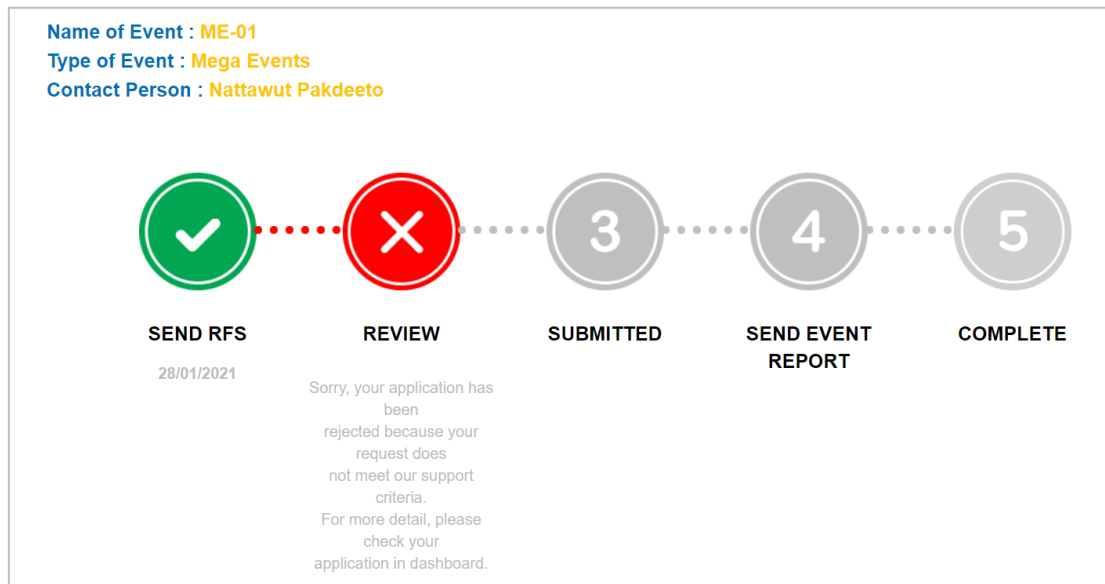 Name of Event : ME-01
Type of Event : Mega Events
Contact Person : Nattawut Pakdeeto
3
4
5
SEND RFS
REVIEW
SUBMITTED
SEND EVENT
REPORT
COMPLETE
28/01/2021
Sorry, your application has
been
rejected because your
request does
not meet our support
criteria.
For more detail, please
check your
application in dashboard.